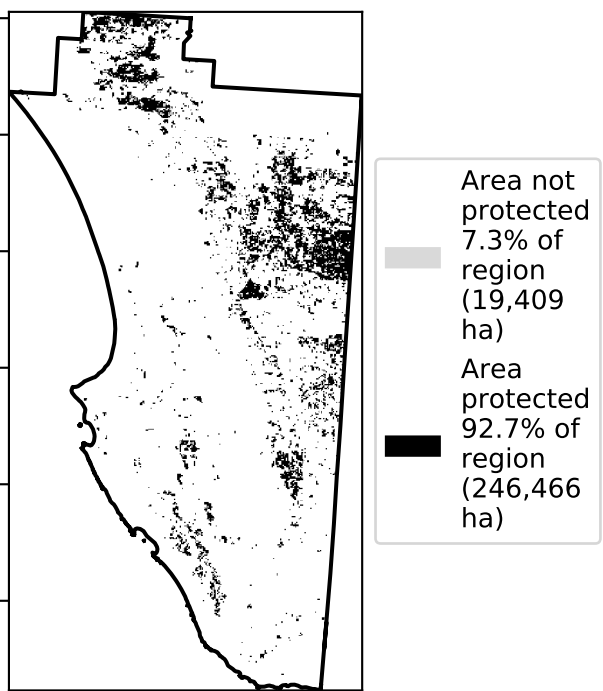 Area not
protected
7.3% of
region
(19,409
ha)
Area
protected
92.7% of
region
(246,466
ha)